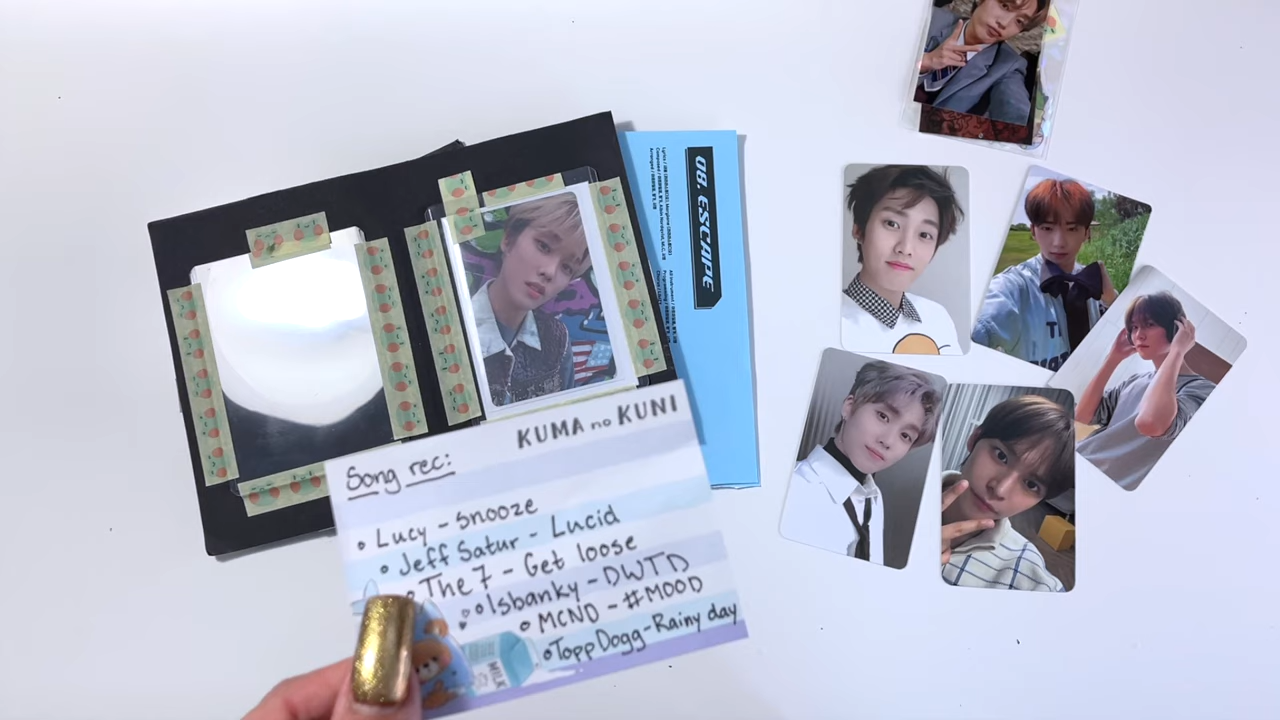 08. ESCAPE
KUMA no KUNI
Song rec:
Lucy - Snooze
Jeff Satur - Lucid
The 7 - Get loose
Isbanky - DWTD
MCND - #MOOD
ToppDogg - Rainy day
MILK